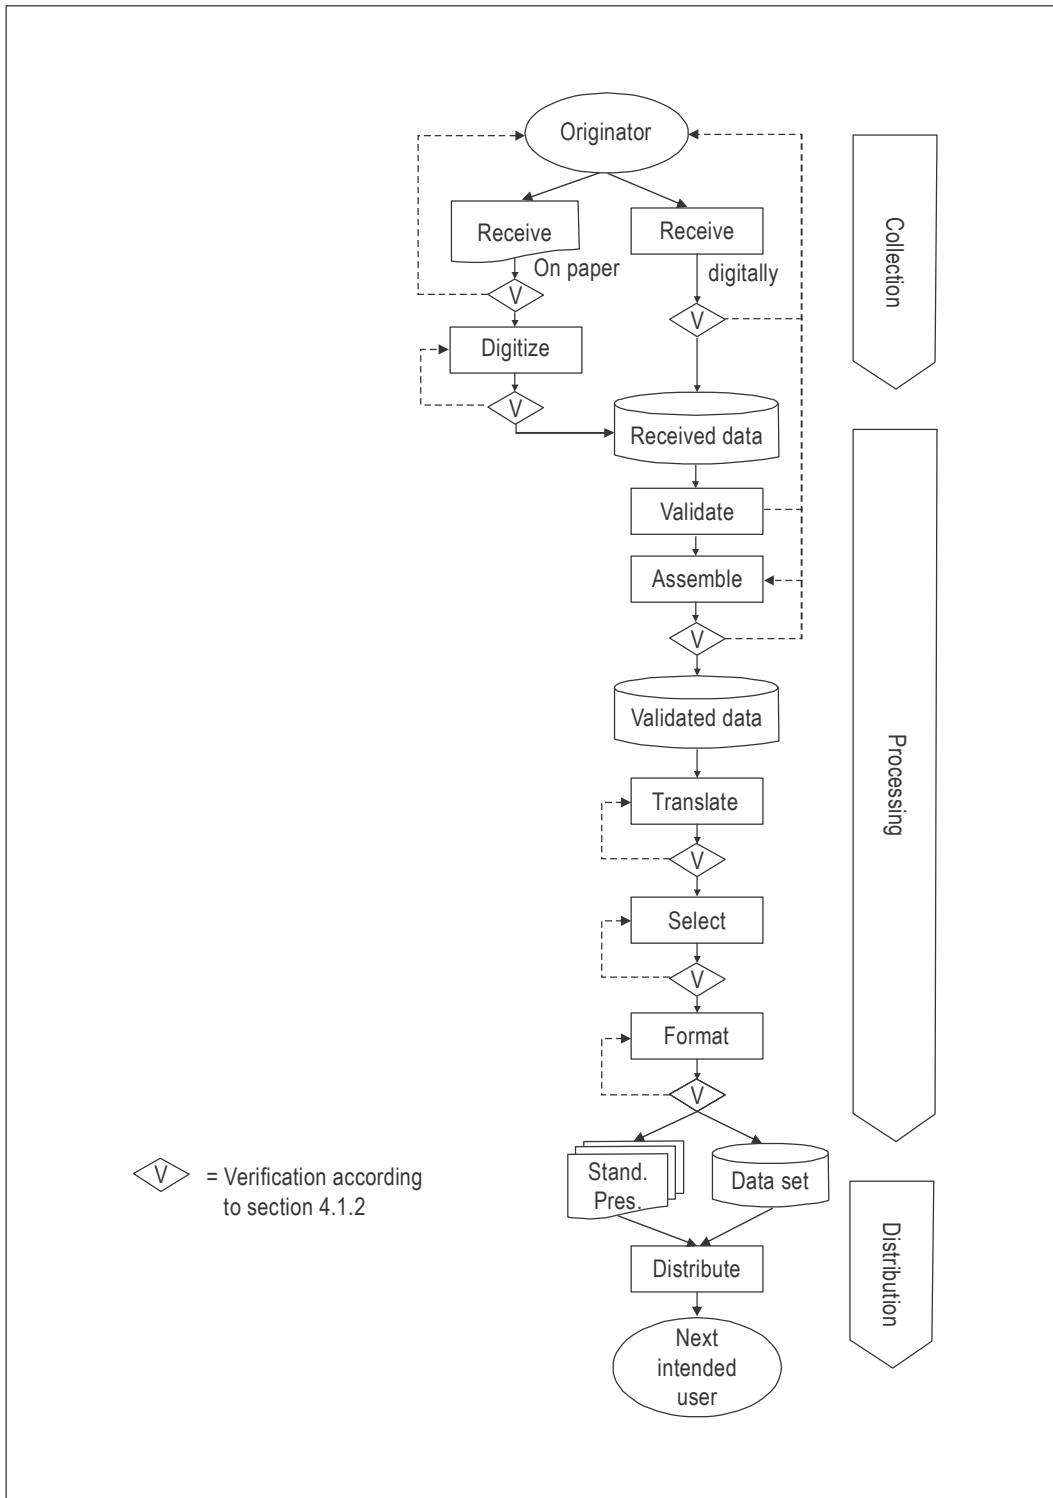 Originator
Receive
Receive
On paper
digitally
V
V
Digitize
V
Received data
Validate
Assemble
V
Validated data
Translate
V
Select
V
Format
V
Stand.
Pres.
Data set
Distribute
Next
intended
user
Collection
Processing
Distribution
V
= Verification according
to section 4.1.2